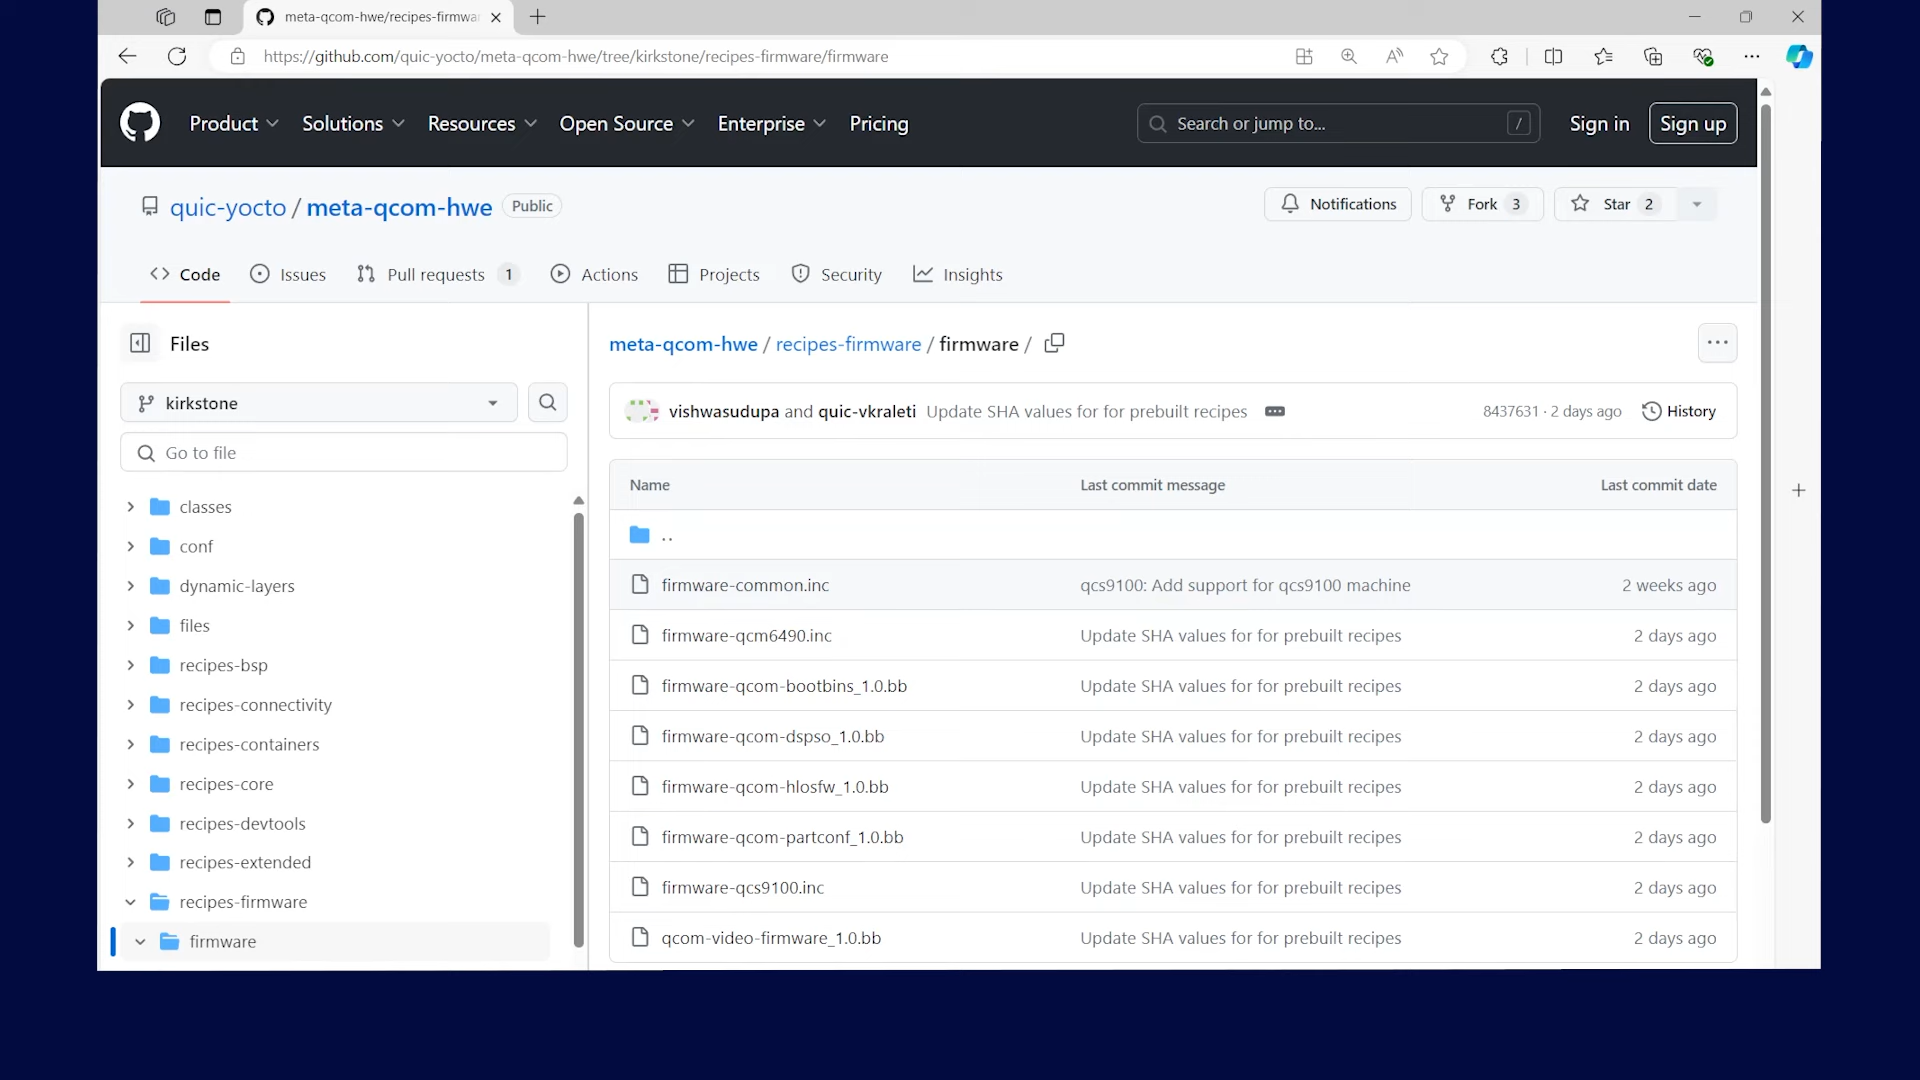 meta-qcom-hwe/recipes-firmwa
https://github.com/quic-yocto/meta-qcom-hwe/tree/kirkstone/recipes-firmware/firmware
Product Solutions Resources Open Source Enterprise Pricing Search or jump to... / Sign in Sign up
quic-yocto / meta-qcom-hwe Public Notifications Fork 3 Star 2
Code Issues Pull requests 1 Actions Projects Security Insights
Files
kirkstone
Go to file
classes
conf
dynamic-layers
files
recipes-bsp
recipes-connectivity
recipes-containers
recipes-core
recipes-devtools
recipes-extended
recipes-firmware
firmware
meta-qcom-hwe / recipes-firmware / firmware /
vishwasudupa and quic-vkraleti Update SHA values for for prebuilt recipes 8437631 · 2 days ago History
Name Last commit message Last commit date
..
firmware-common.inc qcs9100: Add support for qcs9100 machine 2 weeks ago
firmware-qcm6490.inc Update SHA values for for prebuilt recipes 2 days ago
firmware-qcom-bootbins_1.0.bb Update SHA values for for prebuilt recipes 2 days ago
firmware-qcom-dspso_1.0.bb Update SHA values for for prebuilt recipes 2 days ago
firmware-qcom-hlosfw_1.0.bb Update SHA values for for prebuilt recipes 2 days ago
firmware-qcom-partconf_1.0.bb Update SHA values for for prebuilt recipes 2 days ago
firmware-qcs9100.inc Update SHA values for for prebuilt recipes 2 days ago
qcom-video-firmware_1.0.bb Update SHA values for for prebuilt recipes 2 days ago